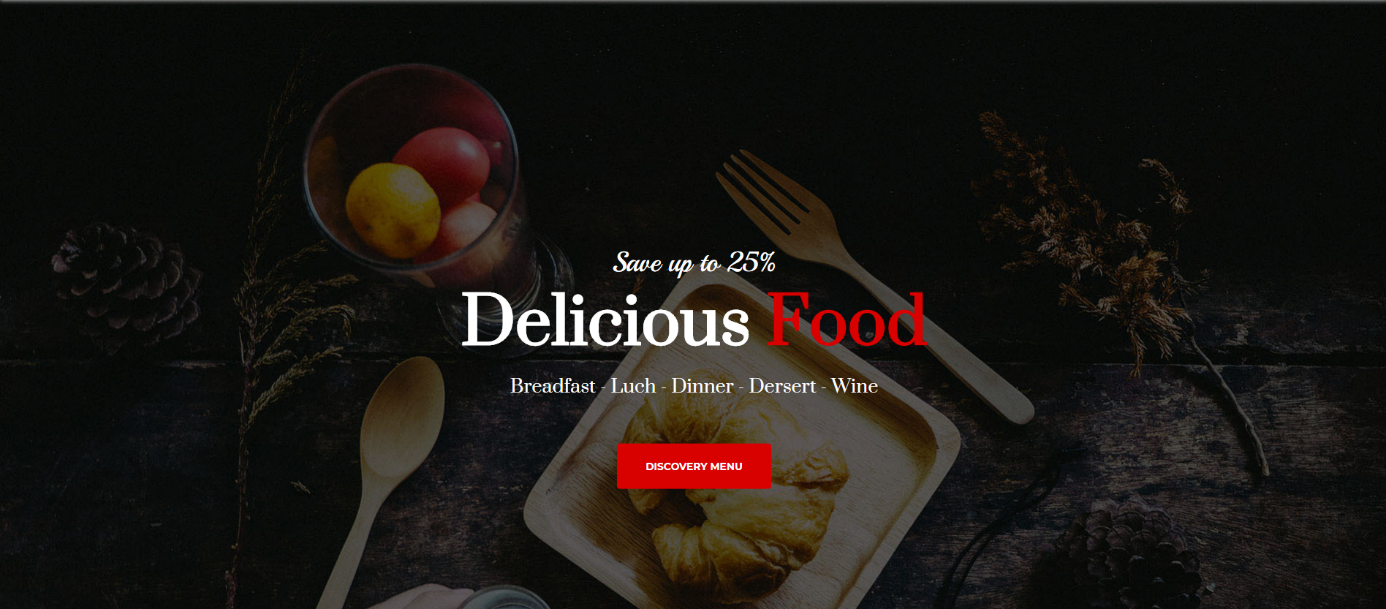 Save up to 25%
Delicious Food
Breadfast - Luch - Dinner - Dersert - Wine
DISCOVERY MENU